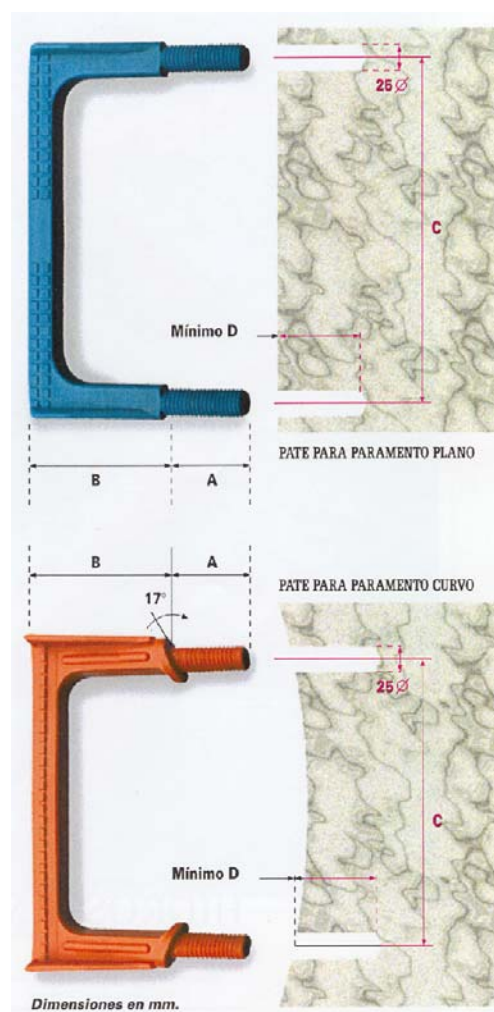 25 Ø
C
Mínimo D
PATE PARA PARAMENTO PLANO
B A
B A
PATE PARA PARAMENTO CURVO
17°
25 Ø
C
Mínimo D
Dimensiones en mm.